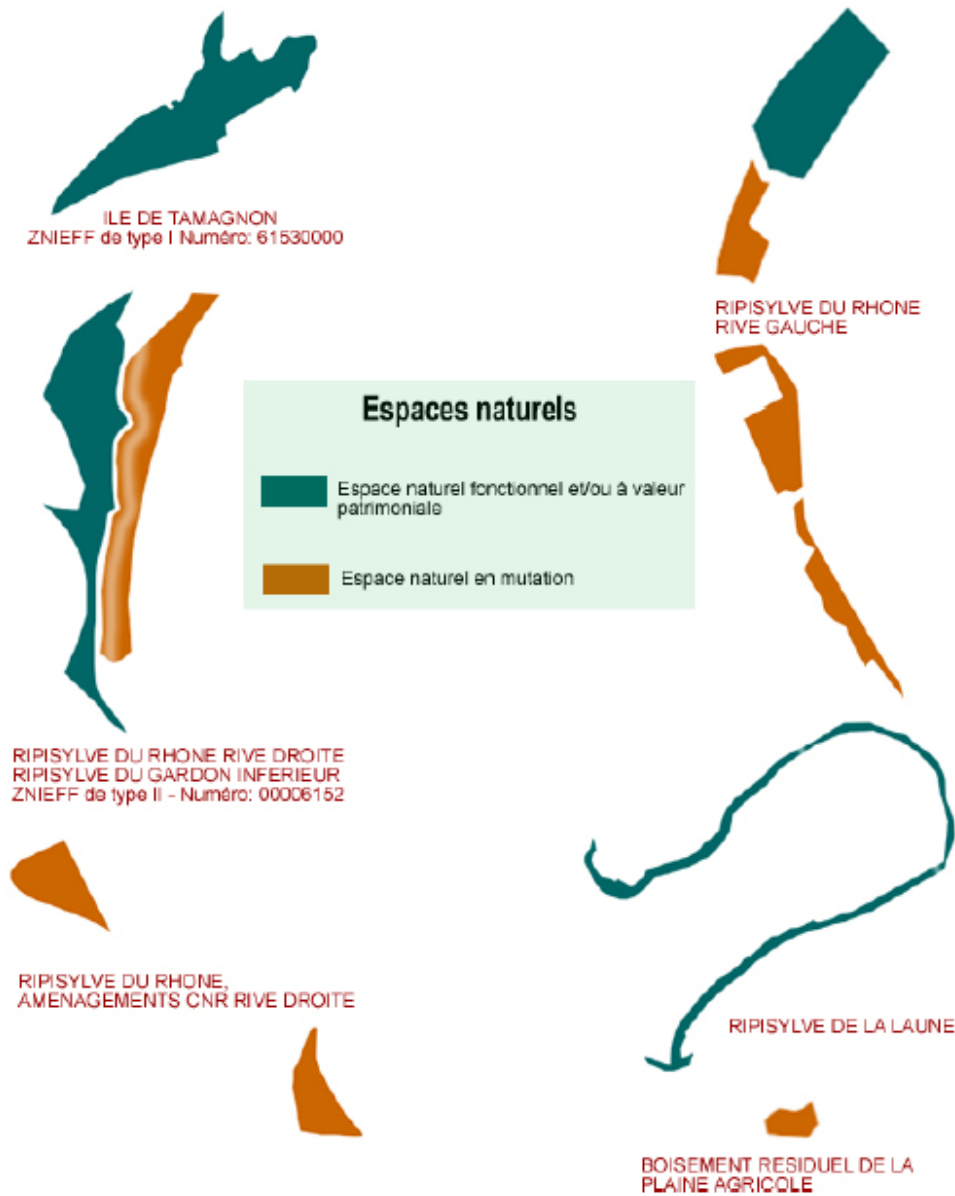 ILE DE TAMAGNON
ZNIEFF de type I Numéro: 61530000
RIPISYLVE DU RHONE
RIVE GAUCHE
Espaces naturels
Espace naturel fonctionnel et/ou à valeur
patrimoniale
Espace naturel en mutation
RIPISYLVE DU RHONE RIVE DROITE
RIPISYLVE DU GARDON INFERIEUR
ZNIEFF de type II - Numéro: 00006152
RIPISYLVE DU RHONE,
AMENAGEMENTS CNR RIVE DROITE
RIPISYLVE DE LA LAUNE
BOISEMENT RESIDUEL DE LA
PLAINE AGRICOLE